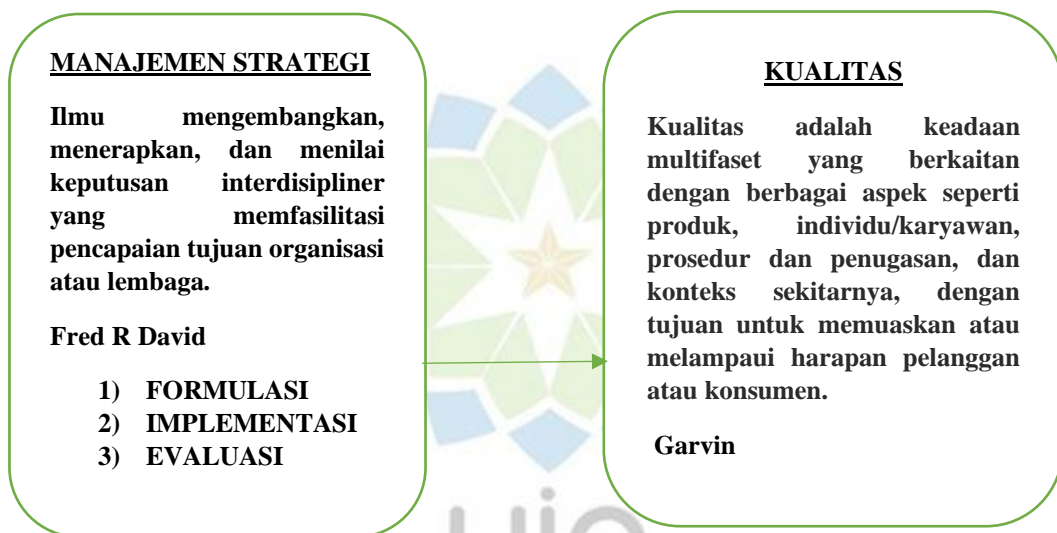 MANAJEMEN STRATEGI
Ilmu mengembangkan,
menerapkan, dan menilai
keputusan interdisipliner
yang memfasilitasi
pencapaian tujuan organisasi
atau lembaga.
Fred R David
1) FORMULASI
2) IMPLEMENTASI
3) EVALUASI
KUALITAS
Kualitas adalah keadaan
multifaset yang berkaitan
dengan berbagai aspek seperti
produk, individu/karyawan,
prosedur dan penugasan, dan
konteks sekitarnya, dengan
tujuan untuk memuaskan atau
melampaui harapan pelanggan
atau konsumen.
Garvin